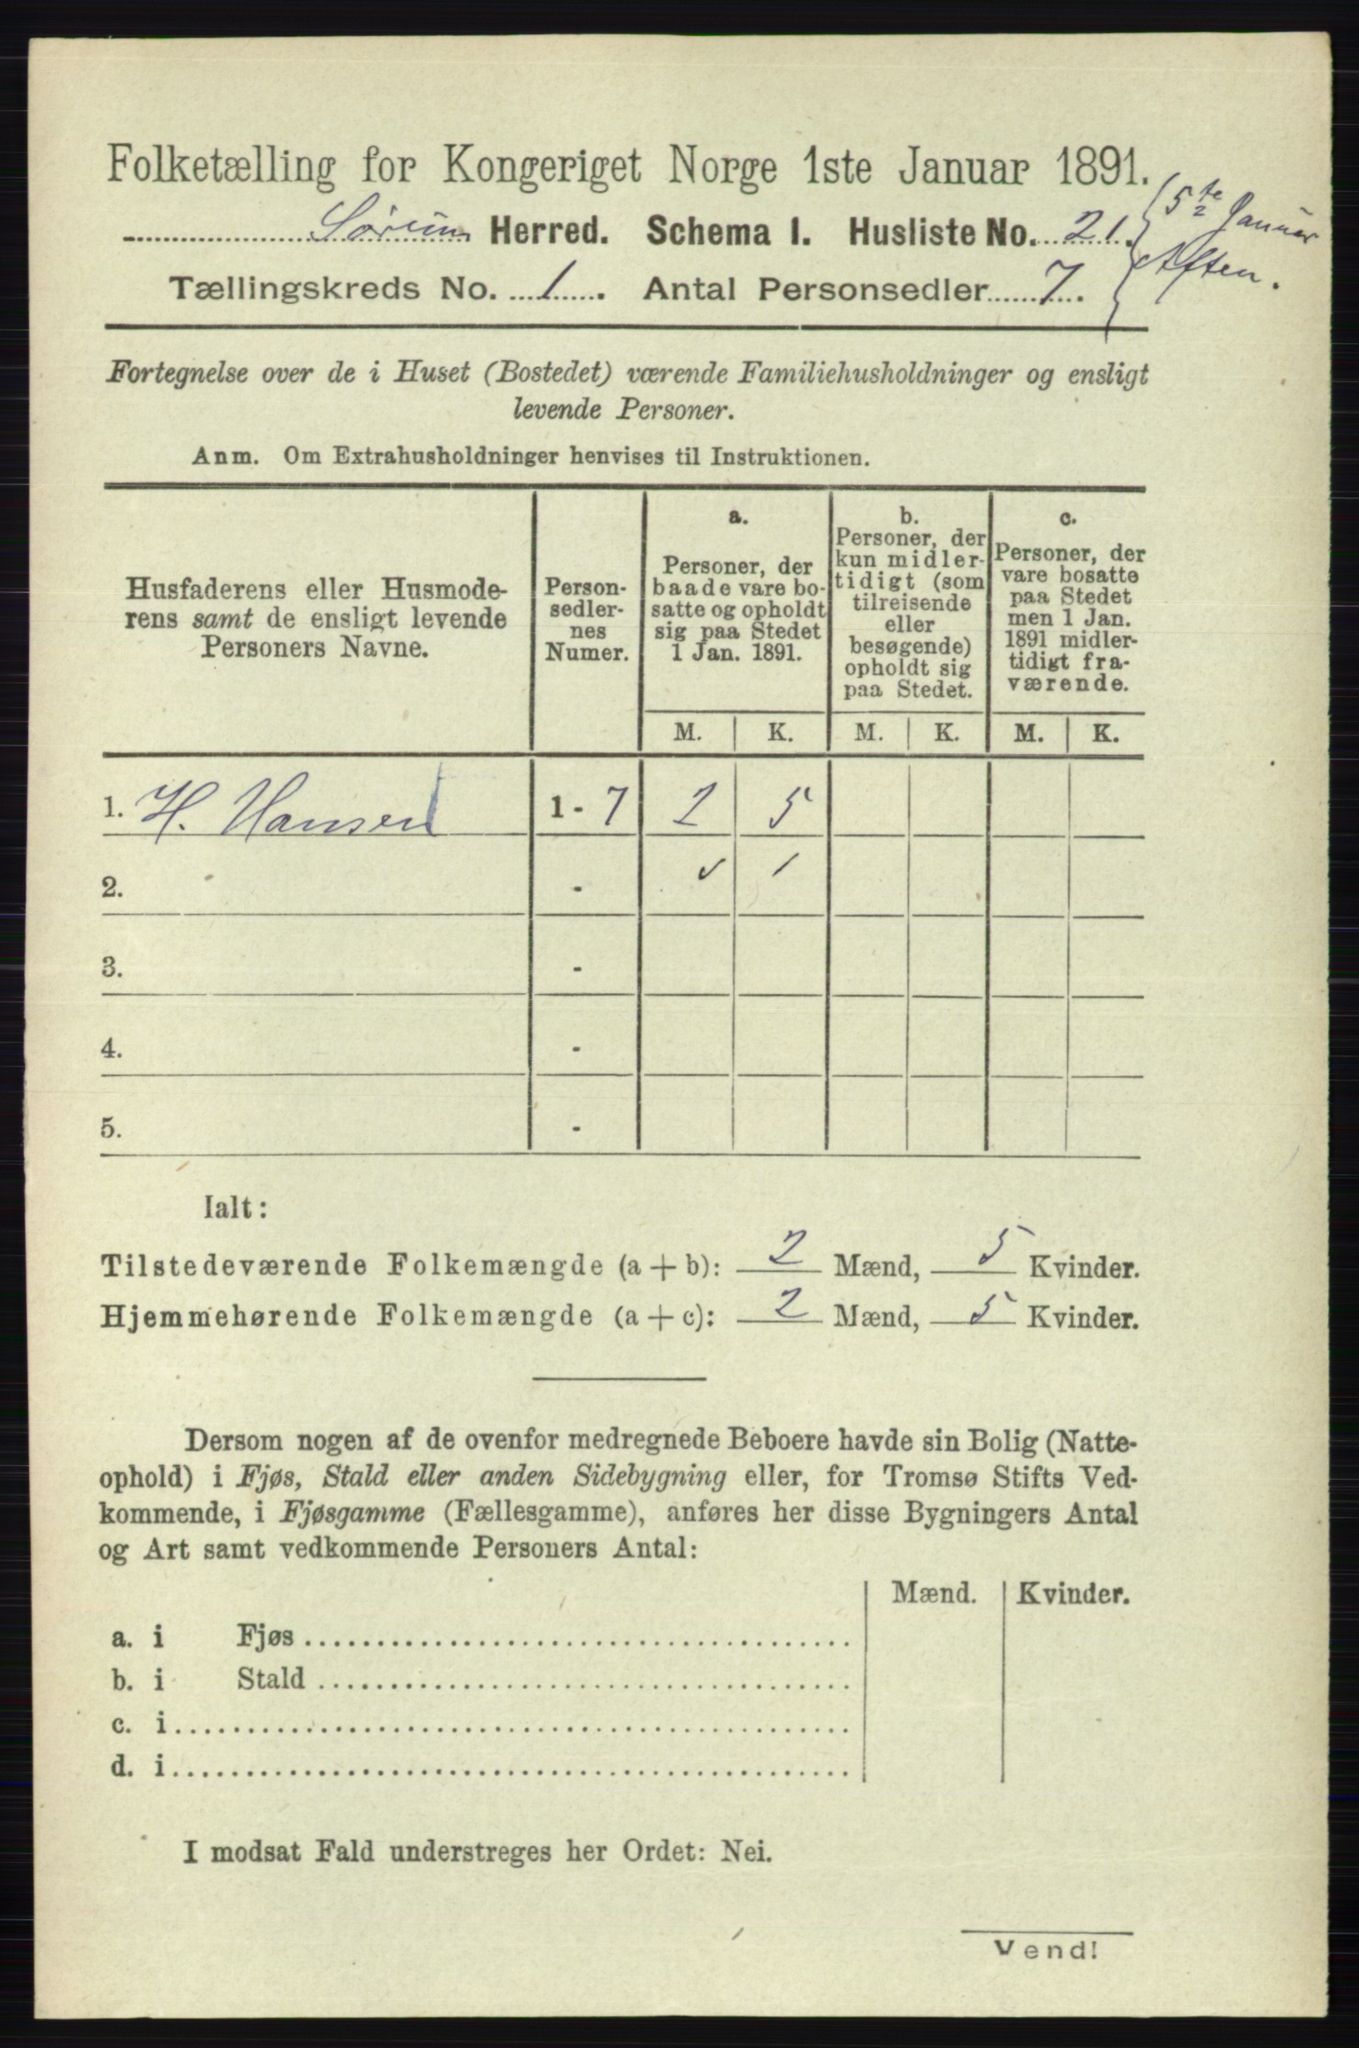 Folketælling for Kongeriget Norge 1ste Januar 1891.
Sørum Herred. Schema I. Husliste No. 21. 5te Januar
Tællingskreds No. 1. Antal Personsedler 7. Aften.
Fortegnelse over de i Huset (Bostedet) værende Familiehusholdninger og ensligt
levende Personer.
Anm. Om Extrahusholdninger henvises til Instruktionen.
Husfaderens eller Husmode-
rens samt de ensligt levende
Personers Navne.
Person-
sedler-
nes
Numer.
a.
Personer, der
baade vare bo-
satte og opholdt
sig paa Stedet
1 Jan. 1891.
b.
Personer, der
kun midler-
tidigt (som
tilreisende
eller
besøgende)
opholdt sig
paa Stedet.
c.
Personer, der
vare bosatte
paa Stedet
men 1 Jan.
1891 midler-
tidigt fra-
værende.
M. K. M. K. M. K.
1. H. Hansen 1 - 7 2 5
2. -
3. -
4. -
5. -
Ialt:
Tilstedeværende Folkemængde (a + b): 2 Mænd, 5 Kvinder.
Hjemmehørende Folkemængde (a + c): 2 Mænd, 5 Kvinder.
Dersom nogen af de ovenfor medregnede Beboere havde sin Bolig (Natte-
ophold) i Fjøs, Stald eller anden Sidebygning eller, for Tromsø Stifts Ved-
kommende, i Fjøsgamme (Fællesgamme), anføres her disse Bygningers Antal
og Art samt vedkommende Personers Antal:
Mænd. Kvinder.
a. i Fjøs
b. i Stald
c. i
d. i
I modsat Fald understreges her Ordet: Nei.
Vend!